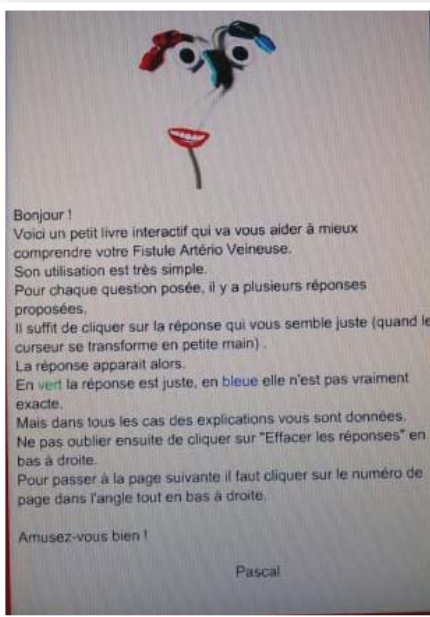 Bonjour !
Voici un petit livre interactif qui va vous aider à mieux
comprendre votre Fistule Artério Veineuse.
Son utilisation est très simple.
Pour chaque question posée, il y a plusieurs réponses
proposées.
Il suffit de cliquer sur la réponse qui vous semble juste (quand le
curseur se transforme en petite main) .
La réponse apparait alors.
En vert la réponse est juste, en bleue elle n'est pas vraiment
exacte.
Mais dans tous les cas des explications vous sont données.
Ne pas oublier ensuite de cliquer sur "Effacer les réponses" en
bas à droite.
Pour passer à la page suivante il faut cliquer sur le numéro de
page dans l'angle tout en bas à droite.
Amusez-vous bien !
Pascal